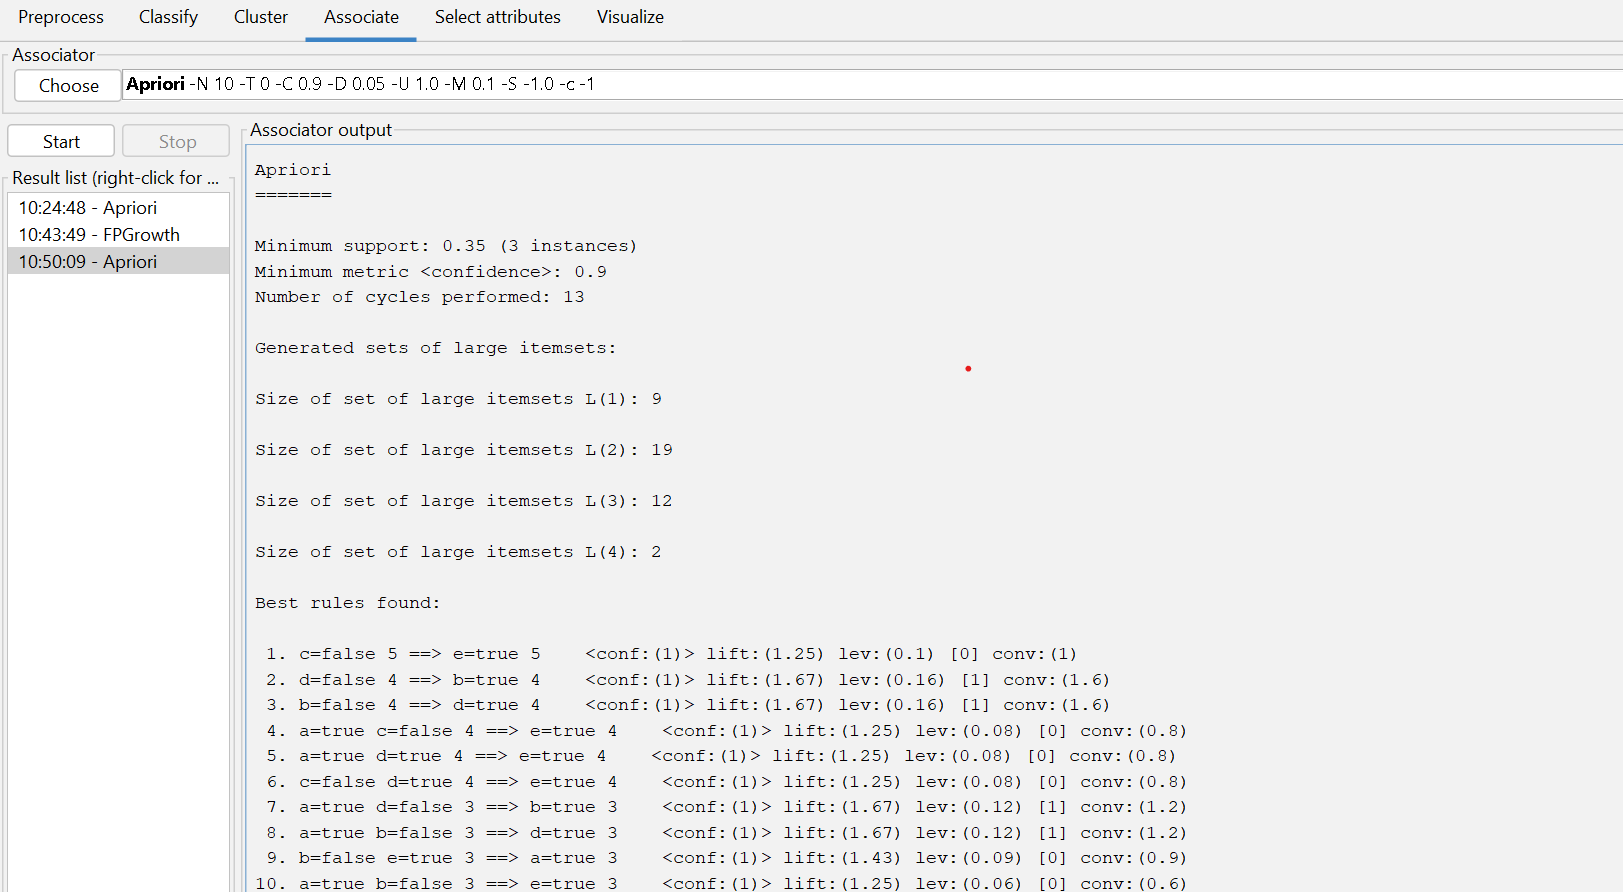 Preprocess Classify Cluster Associate Select attributes Visualize
Associator
Choose Apriori -N 10 -T 0 -C 0.9 -D 0.05 -U 1.0 -M 0.1 -S -1.0 -c -1
Start Stop
Result list (right-click for ...
10:24:48 - Apriori
10:43:49 - FPGrowth
10:50:09 - Apriori
Associator output
Apriori
=======
Minimum support: 0.35 (3 instances)
Minimum metric <confidence>: 0.9
Number of cycles performed: 13
Generated sets of large itemsets:
Size of set of large itemsets L(1): 9
Size of set of large itemsets L(2): 19
Size of set of large itemsets L(3): 12
Size of set of large itemsets L(4): 2
Best rules found:
1. c=false 5 ==> e=true 5 <conf:(1)> lift:(1.25) lev:(0.1) [0] conv:(1)
2. d=false 4 ==> b=true 4 <conf:(1)> lift:(1.67) lev:(0.16) [1] conv:(1.6)
3. b=false 4 ==> d=true 4 <conf:(1)> lift:(1.67) lev:(0.16) [1] conv:(1.6)
4. a=true c=false 4 ==> e=true 4 <conf:(1)> lift:(1.25) lev:(0.08) [0] conv:(0.8)
5. a=true d=true 4 ==> e=true 4 <conf:(1)> lift:(1.25) lev:(0.08) [0] conv:(0.8)
6. c=false d=true 4 ==> e=true 4 <conf:(1)> lift:(1.25) lev:(0.08) [0] conv:(0.8)
7. a=true d=false 3 ==> b=true 3 <conf:(1)> lift:(1.67) lev:(0.12) [1] conv:(1.2)
8. a=true b=false 3 ==> d=true 3 <conf:(1)> lift:(1.67) lev:(0.12) [1] conv:(1.2)
9. b=false e=true 3 ==> a=true 3 <conf:(1)> lift:(1.43) lev:(0.09) [0] conv:(0.9)
10. a=true b=false 3 ==> e=true 3 <conf:(1)> lift:(1.25) lev:(0.06) [0] conv:(0.6)